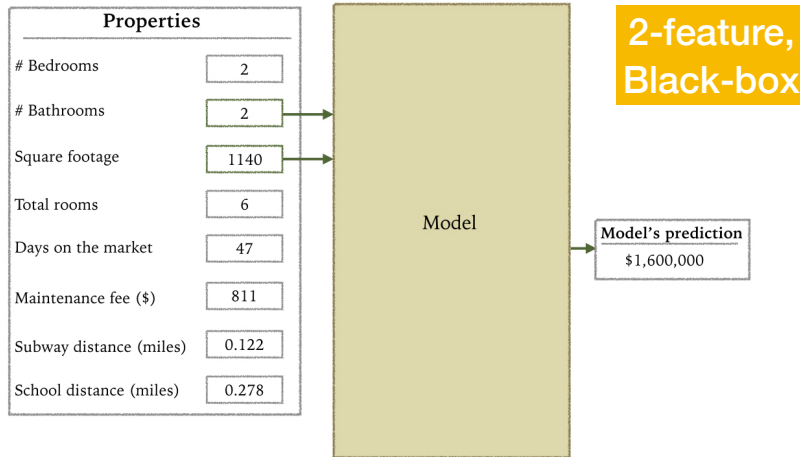 Properties
# Bedrooms 2
# Bathrooms 2
Square footage 1140
Total rooms 6
Days on the market 47
Maintenance fee ($) 811
Subway distance (miles) 0.122
School distance (miles) 0.278
Model
Model's prediction
$1,600,000
2-feature,
Black-box